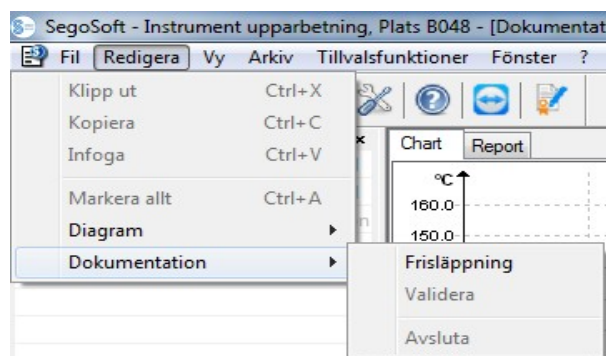 SegoSoft - Instrument upparbetning, Plats B048 - [Dokumentat
Fil Redigera Vy Arkiv Tillvalsfunktioner Fönster ?
Klipp ut Ctrl+X
Kopiera Ctrl+C
Infoga Ctrl+V
Markera allt Ctrl+A
Diagram
Dokumentation
Chart Report
°C
160.0
150.0
Frisläppning
Validera
Avsluta